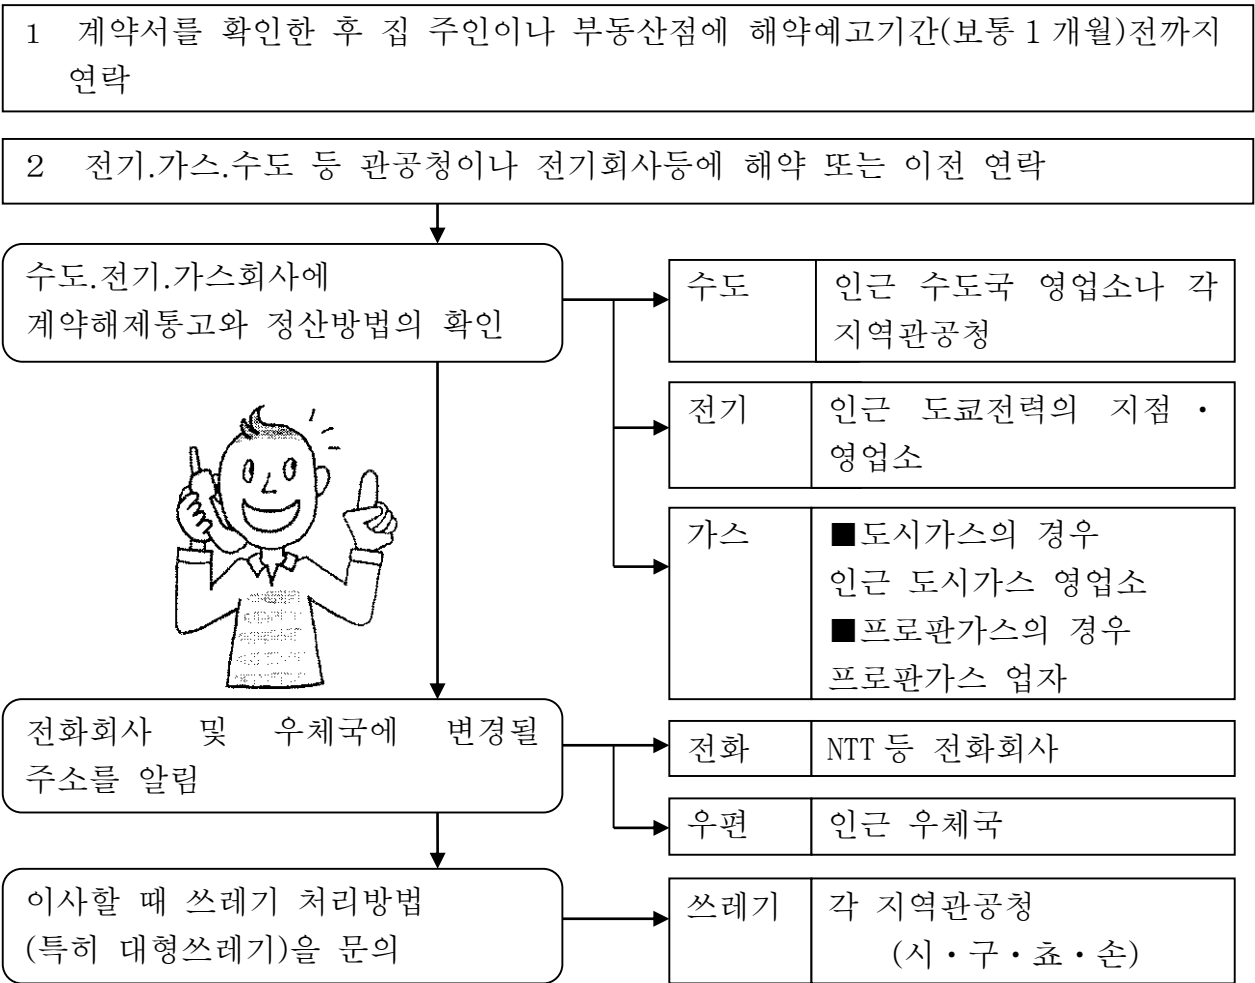 1 계약서를 확인한 후 집 주인이나 부동산점에 해약예고기간(보통 1 개월)전까지
연락
2 전기.가스.수도 등 관공청이나 전기회사등에 해약 또는 이전 연락
수도.전기.가스회사에
계약해제통고와 정산방법의 확인
수도
인근 수도국 영업소나 각
지역관공청
전기
인근 도쿄전력의 지점 ・
영업소
가스
■도시가스의 경우
인근 도시가스 영업소
■프로판가스의 경우
프로판가스 업자
전화회사 및 우체국에 변경될
주소를 알림
전화
NTT 등 전화회사
우편
인근 우체국
이사할 때 쓰레기 처리방법
(특히 대형쓰레기)을 문의
쓰레기
각 지역관공청
(시・구・쵸・손)